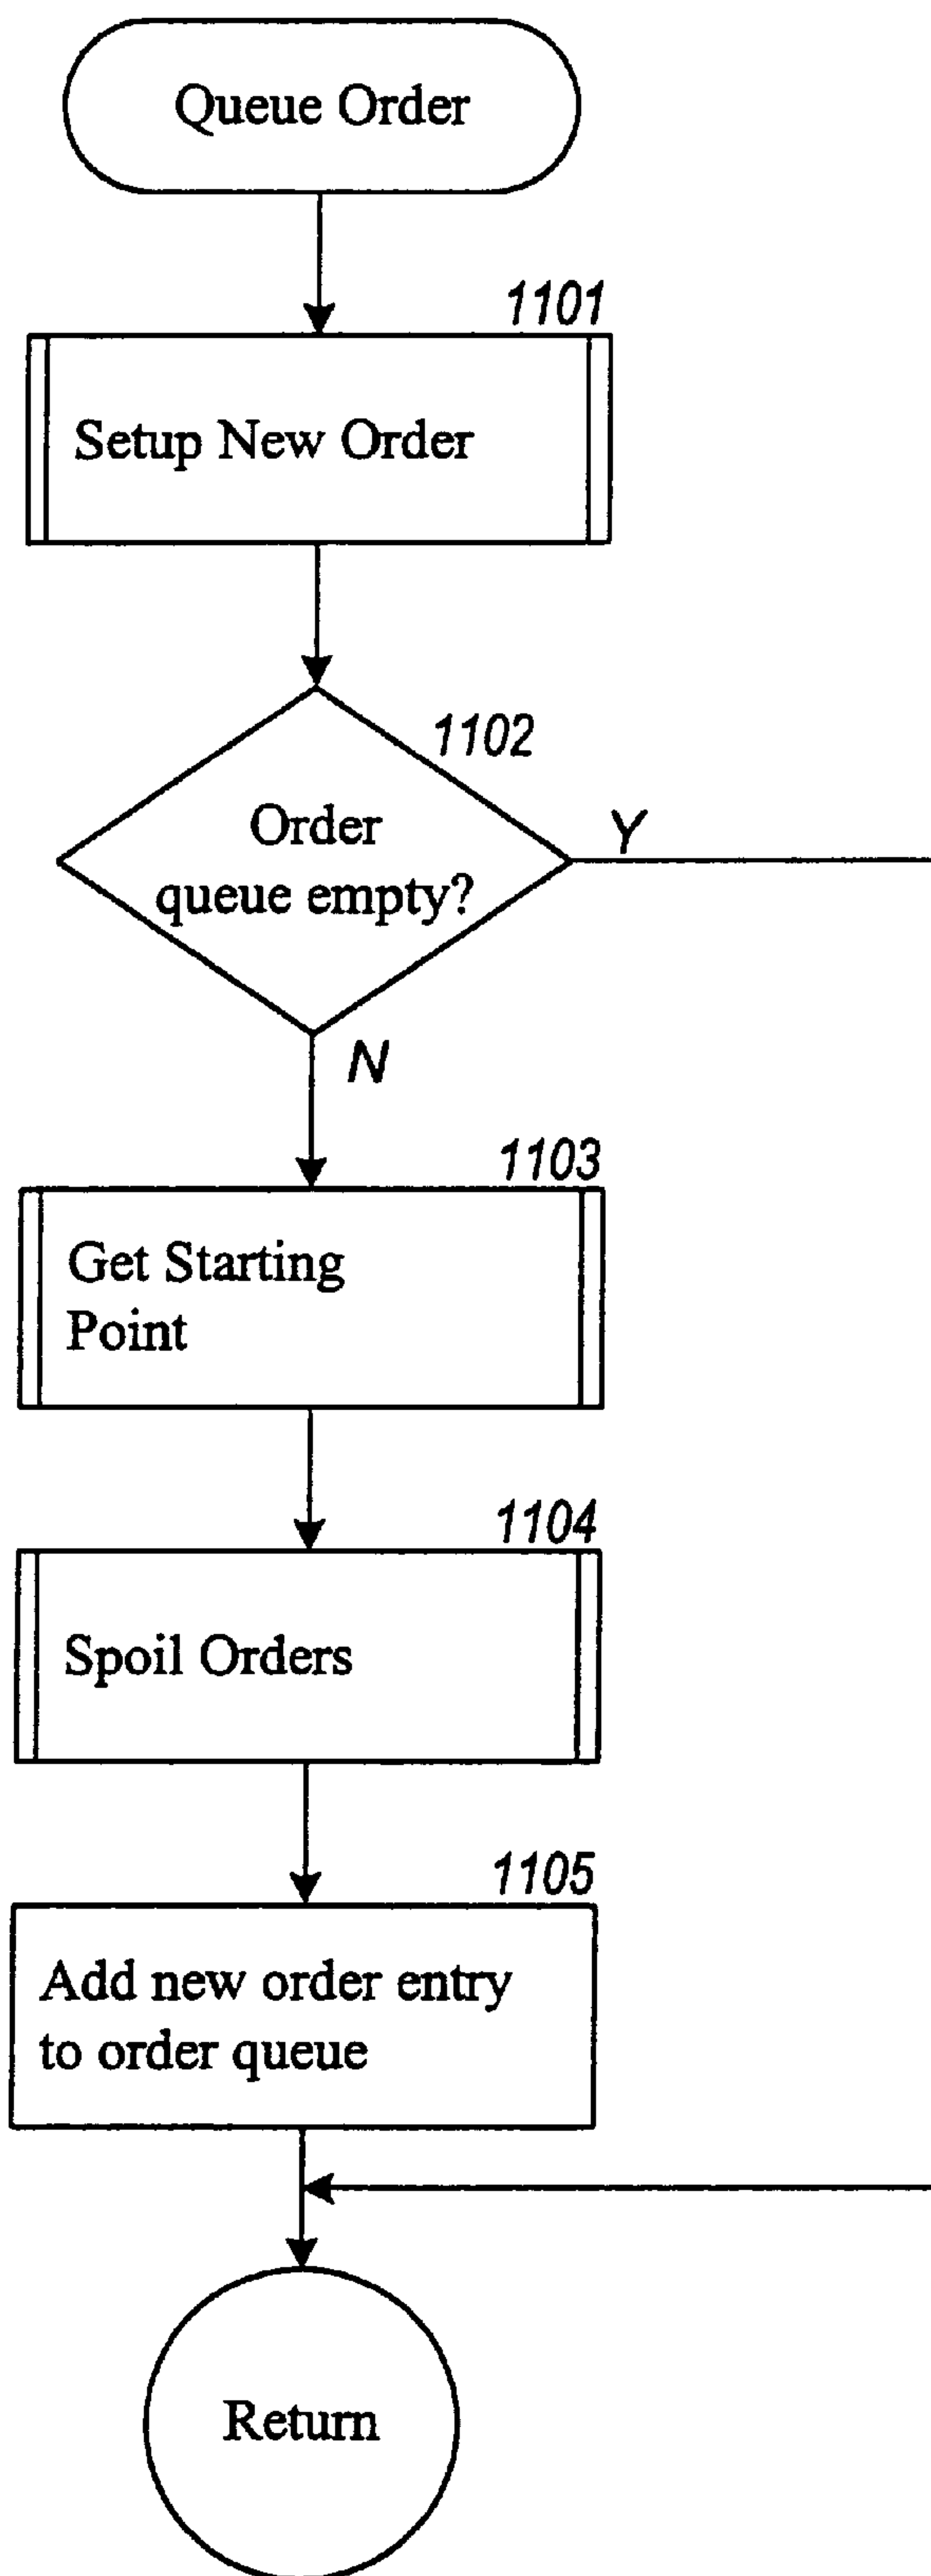 Queue Order
1101
Setup New Order
1102
Order
queue empty?
Y
N
1103
Get Starting
Point
1104
Spoil Orders
1105
Add new order entry
to order queue
Return